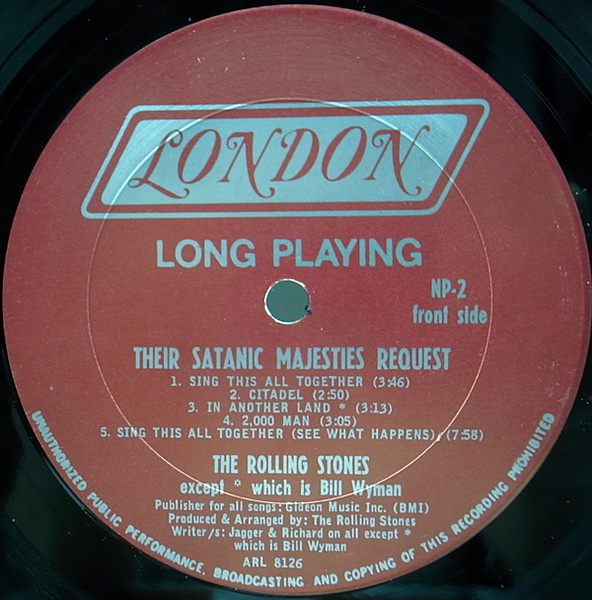 LONDON
LONG PLAYING
NP-2
front side
THEIR SATANIC MAJESTIES REQUEST
1. SING THIS ALL TOGETHER (3:46)
2. CITADEL (2:50)
3. IN ANOTHER LAND * (3:13)
4. 2,000 MAN (3:05)
5. SING THIS ALL TOGETHER (SEE WHAT HAPPENS), (7:58)
THE ROLLING STONES
except * which is Bill Wyman
Publisher for all songs: Gideon Music Inc. (BMI)
Produced & Arranged by: The Rolling Stones
Writer/s: Jagger & Richard on all except *
which is Bill Wyman
ARL 8126
UNAUTHORIZED PUBLIC PERFORMANCE, BROADCASTING AND COPYING OF THIS RECORDING PROHIBITED